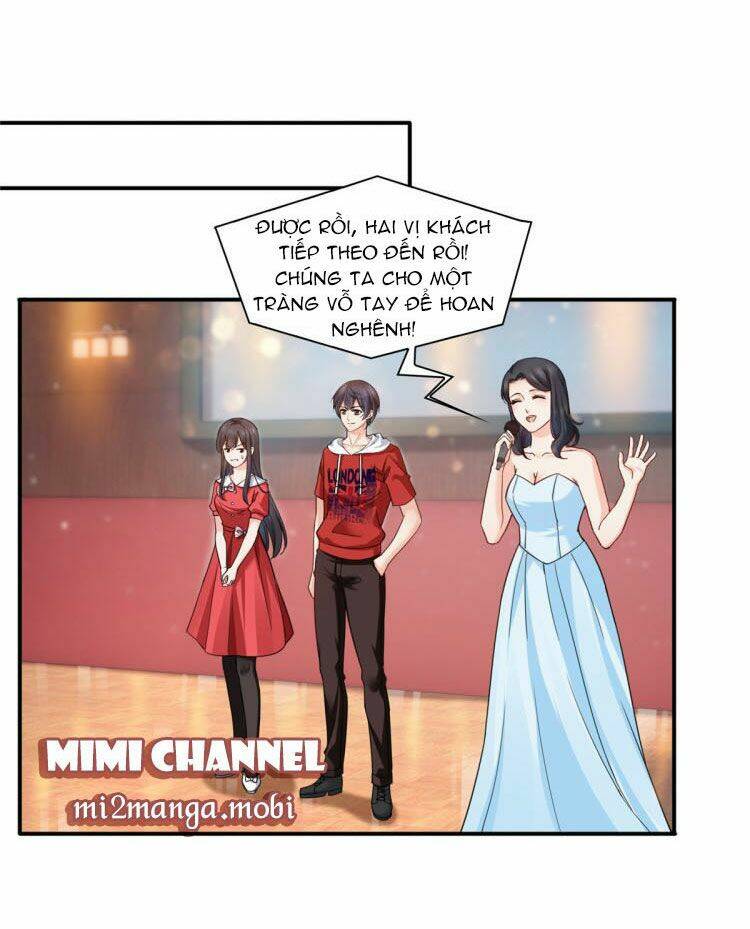 ĐƯỢC RỒI, HAI VỊ KHÁCH
TIẾP THEO ĐẾN RỒI!
CHÚNG TA CHO MỘT
TRÀNG VỖ TAY ĐỂ HOAN
NGHÊNH!
LONDONG
MIMI CHANNEL
mi2manga.mobi